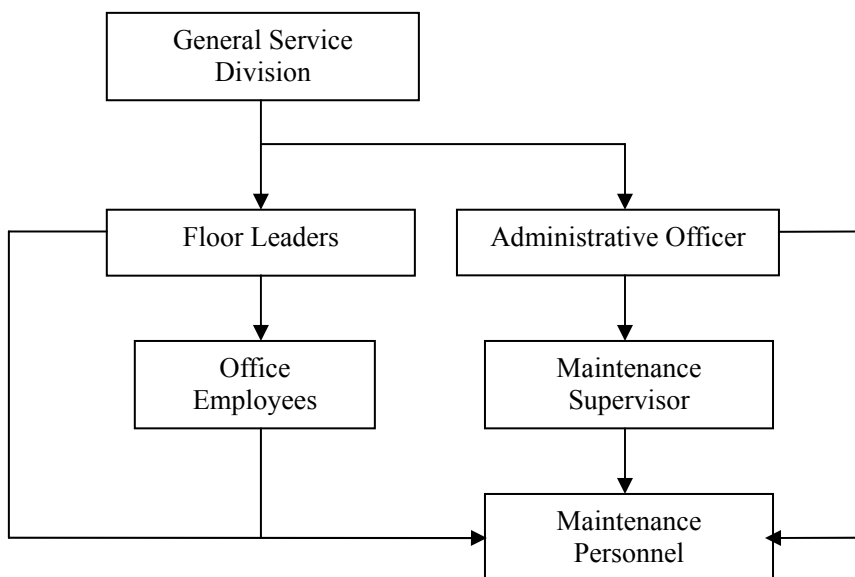 General Service
Division
Floor Leaders
Administrative Officer
Office
Employees
Maintenance
Supervisor
Maintenance
Personnel